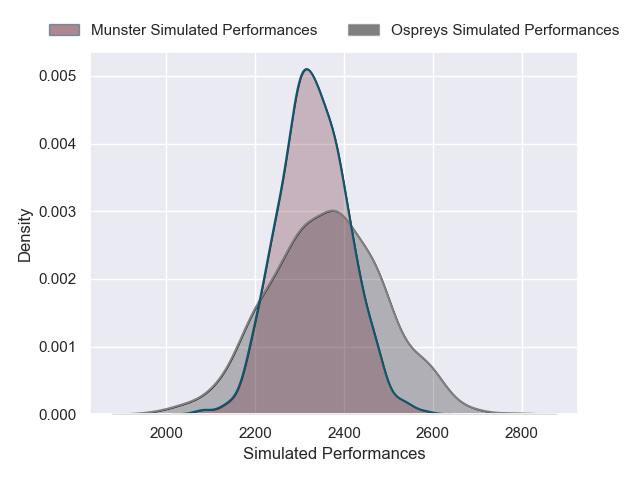 Munster Simulated Performances Ospreys Simulated Performances
0.005
0.004
0.003
0.002
0.001
0.000
Density
2000 2200 2400 2600 2800
Simulated Performances